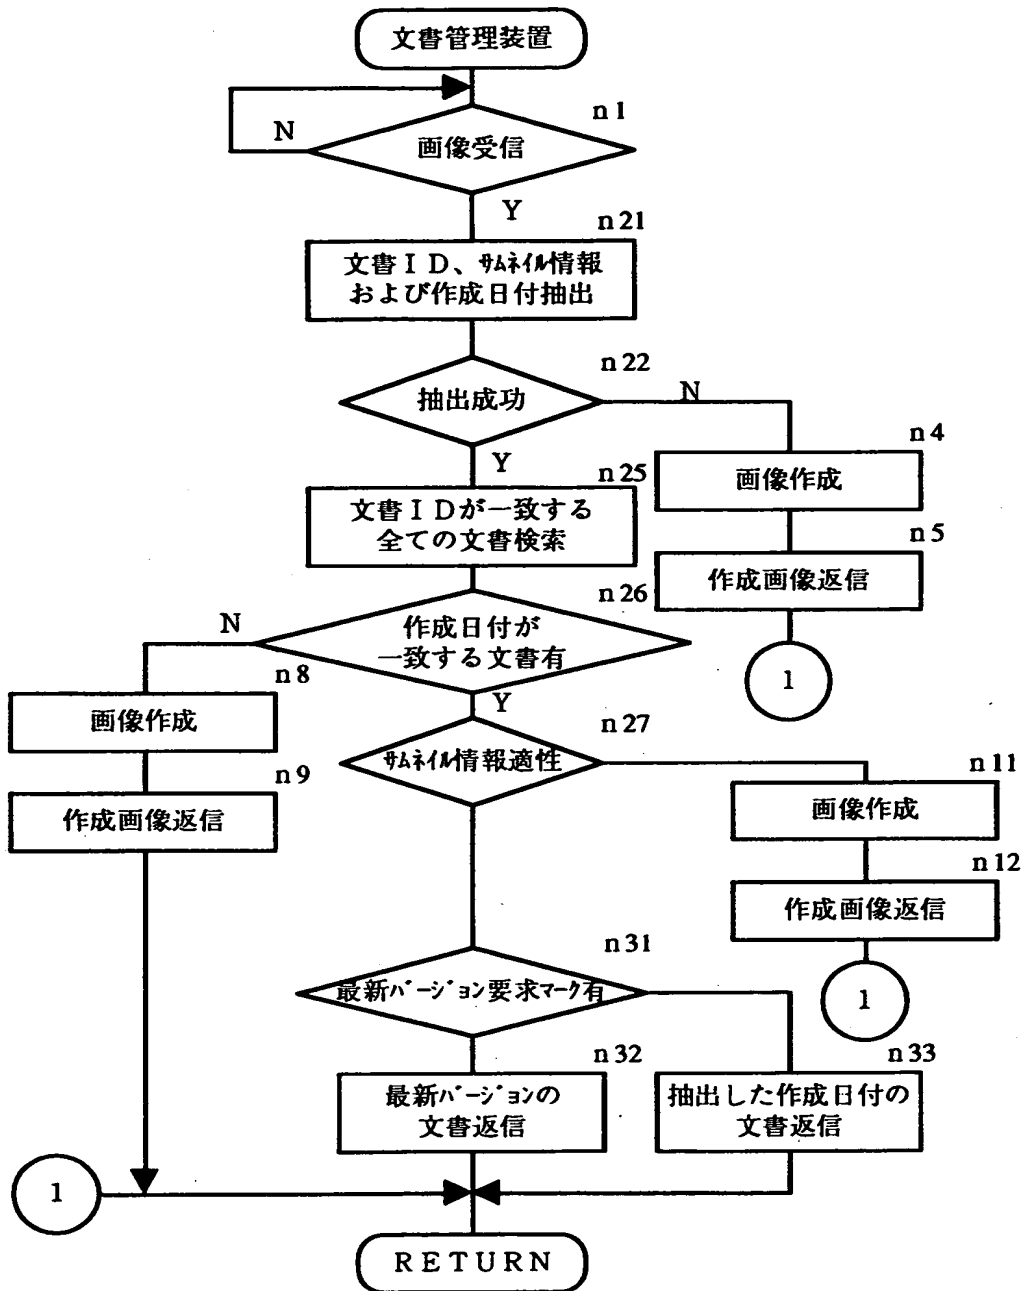 文書管理装置
n1
N
画像受信
Y
n21
文書ＩＤ、ｻﾑﾈｲﾙ情報
および作成日付抽出
n22
抽出成功
N
Y
n4
画像作成
n25
文書ＩＤが一致する
全ての文書検索
n5
作成画像返信
n26
N
作成日付が
一致する文書有
1
n8
Y
画像作成
n27
ｻﾑﾈｲﾙ情報適性
n9
作成画像返信
n11
画像作成
n12
作成画像返信
n31
最新ﾊﾞｰｼﾞｮﾝ要求ﾏｰｸ有
1
n32
最新ﾊﾞｰｼﾞｮﾝの
文書返信
n33
抽出した作成日付の
文書返信
1
ＲＥＴＵＲＮ